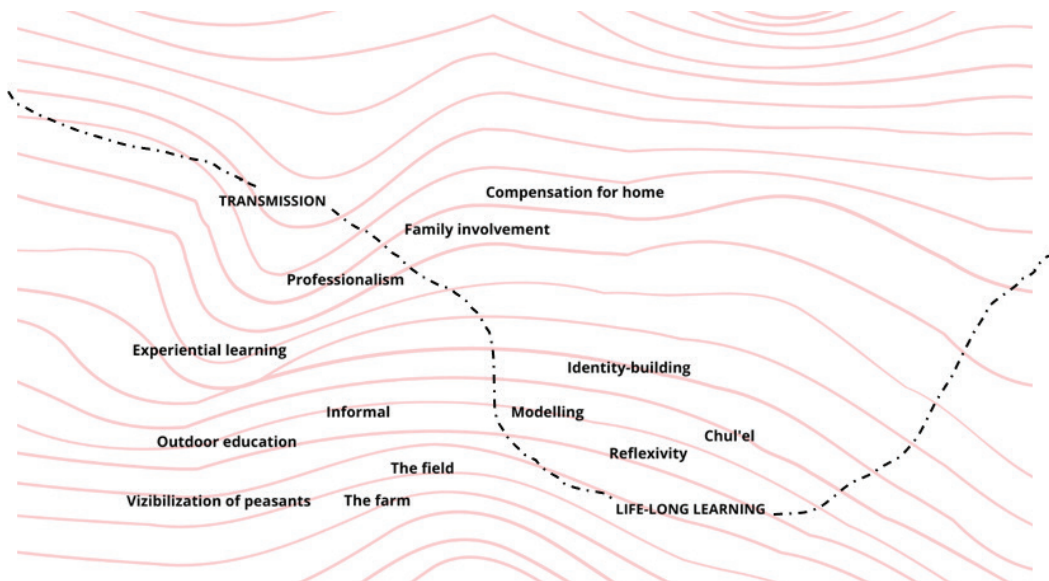 Compensation for home
TRANSMISSION
Family involvement
Professionalism
Experiential learning
Identity-building
Informal
Modelling
Chul'el
Outdoor education
Reflexivity
The field
Vizibilization of peasants
The farm
LIFE-LONG LEARNING